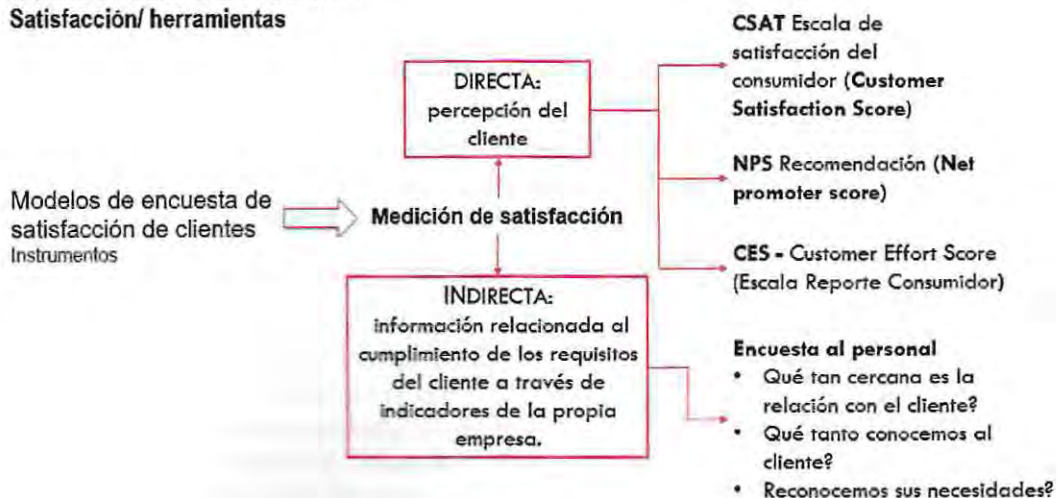 Satisfacción/ herramientas
Modelos de encuesta de
satisfacción de clientes
Instrumentos
Medición de satisfacción
DIRECTA:
percepción del
cliente
INDIRECTA:
información relacionada al
cumplimiento de los requisitos
del cliente a través de
indicadores de la propia
empresa.
CSAT Escala de
satisfacción del
consumidor (Customer
Satisfaction Score)
NPS Recomendación (Net
promoter score)
CES - Customer Effort Score
(Escala Reporte Consumidor)
Encuesta al personal
• Qué tan cercana es la
relación con el cliente?
• Qué tanto conocemos al
cliente?
• Reconocemos sus necesidades?